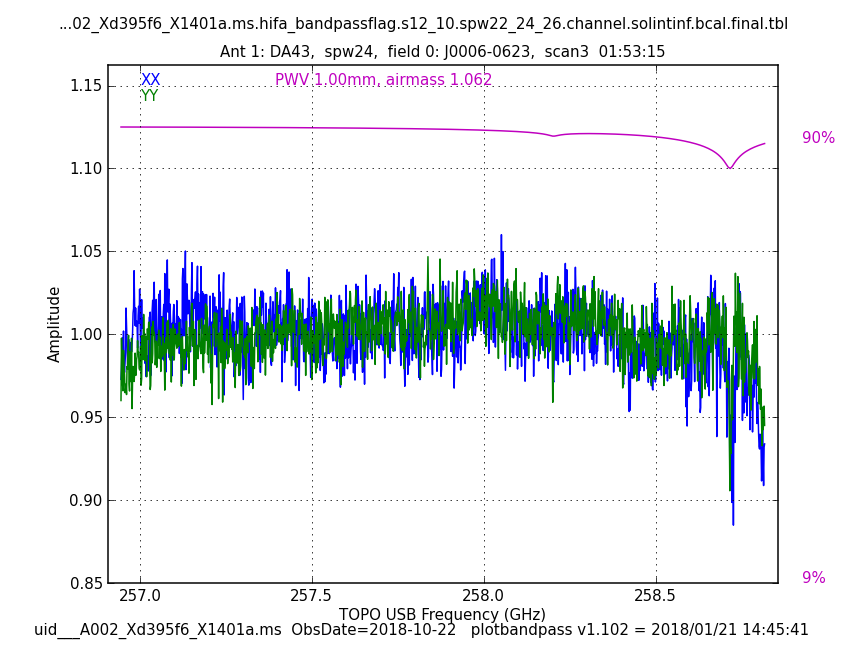 ...02_Xd395f6_X1401a.ms.hifa_bandpassflag.s12_10.spw22_24_26.channel.solintinf.bcal.final.tbl
Ant 1: DA43, spw24, field 0: J0006-0623, scan3 01:53:15
XX
YY
PWV 1.00mm, airmass 1.062
90%
9%
1.15
1.10
1.05
1.00
0.95
0.90
0.85
Amplitude
257.0 257.5 258.0 258.5
TOPO USB Frequency (GHz)
uid___A002_Xd395f6_X1401a.ms ObsDate=2018-10-22 plotbandpass v1.102 = 2018/01/21 14:45:41